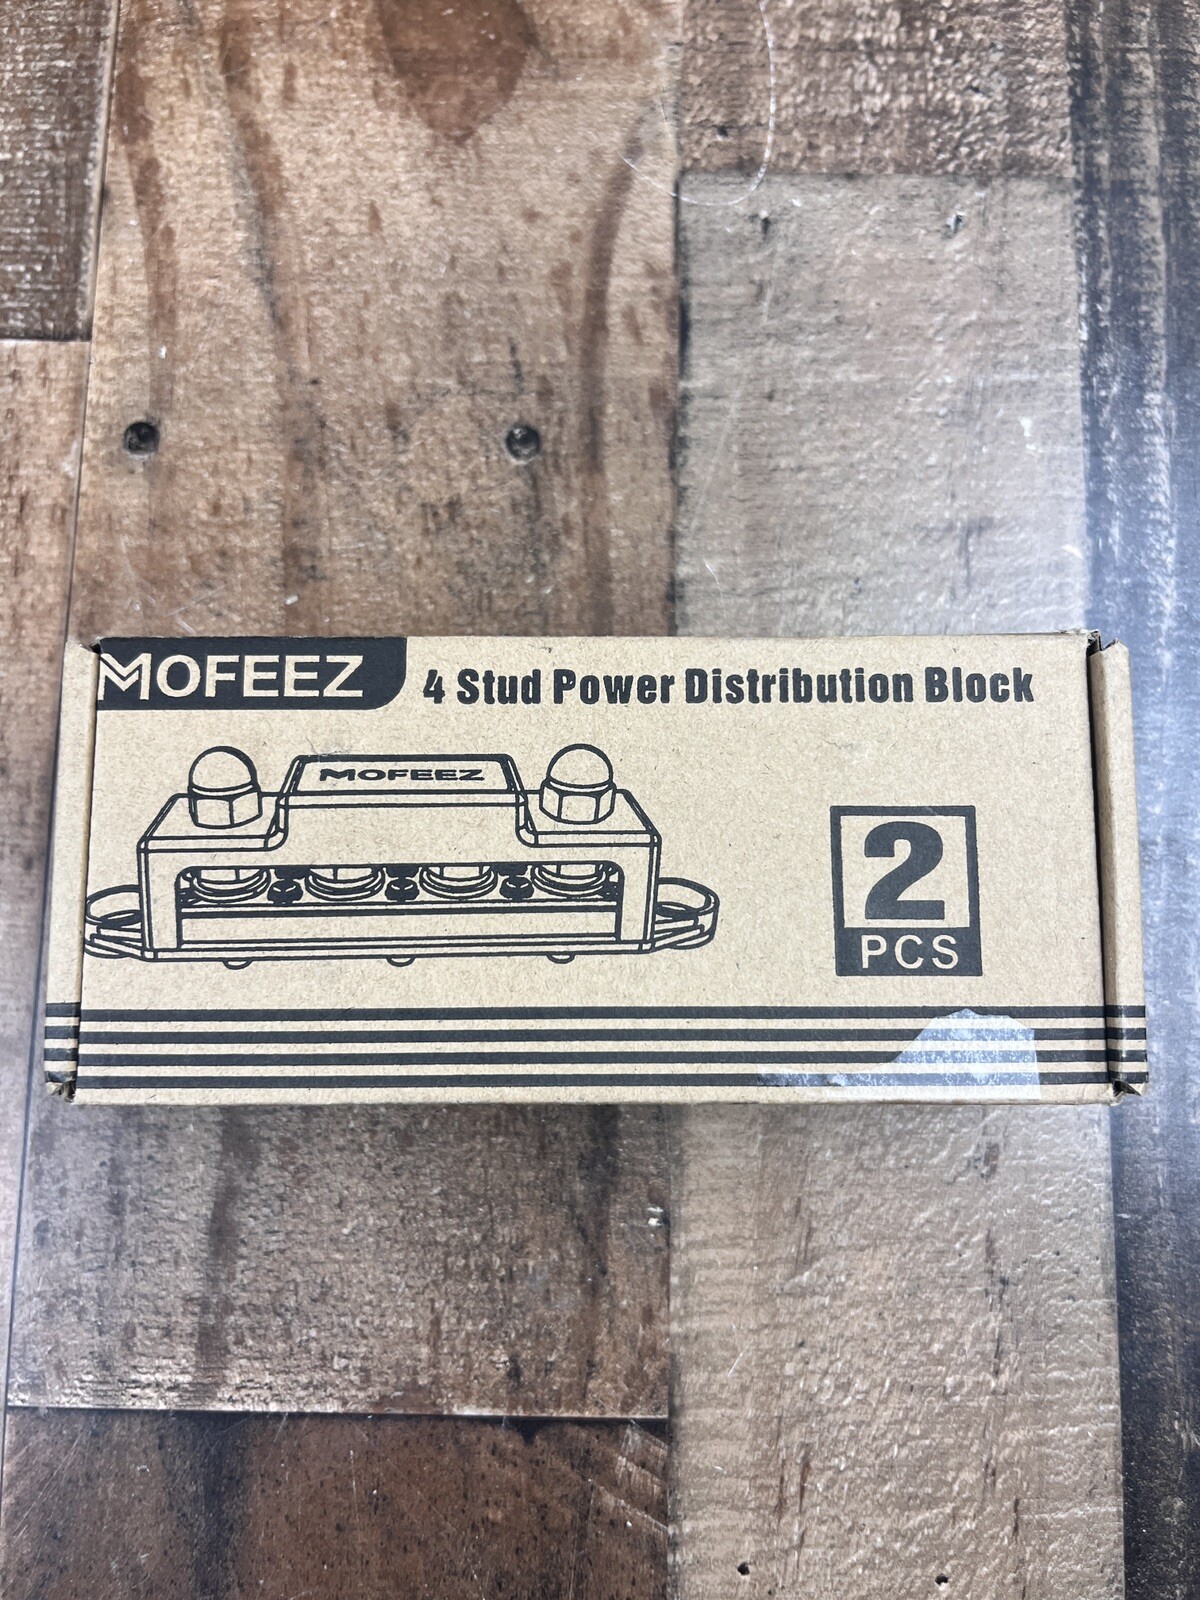 MOFEEZ
4 Stud Power Distribution Block
MOFEEZ
2
PCS